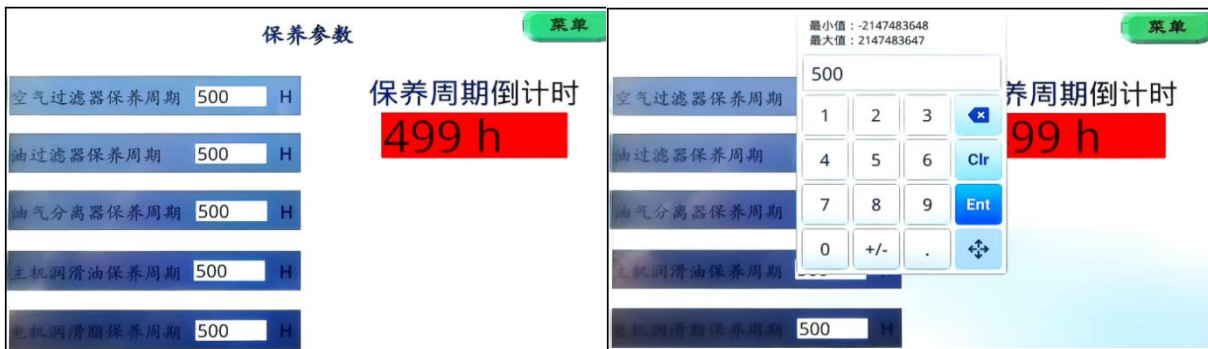 保养参数
菜单
空气过滤器保养周期 500 H
油过滤器保养周期 500 H
油气分离器保养周期 500 H
主机润滑油保养周期 500 H
电机润滑脂保养周期 500 H
保养周期倒计时
499 h
最小值：-2147483648
最大值：2147483647
500
1 2 3
4 5 6 Clr
7 8 9 Ent
0 +/- .
菜单
空气过滤器保养周期
油过滤器保养周期
油气分离器保养周期
主机润滑油保养周期
电机润滑脂保养周期 500 H
养周期倒计时
99 h